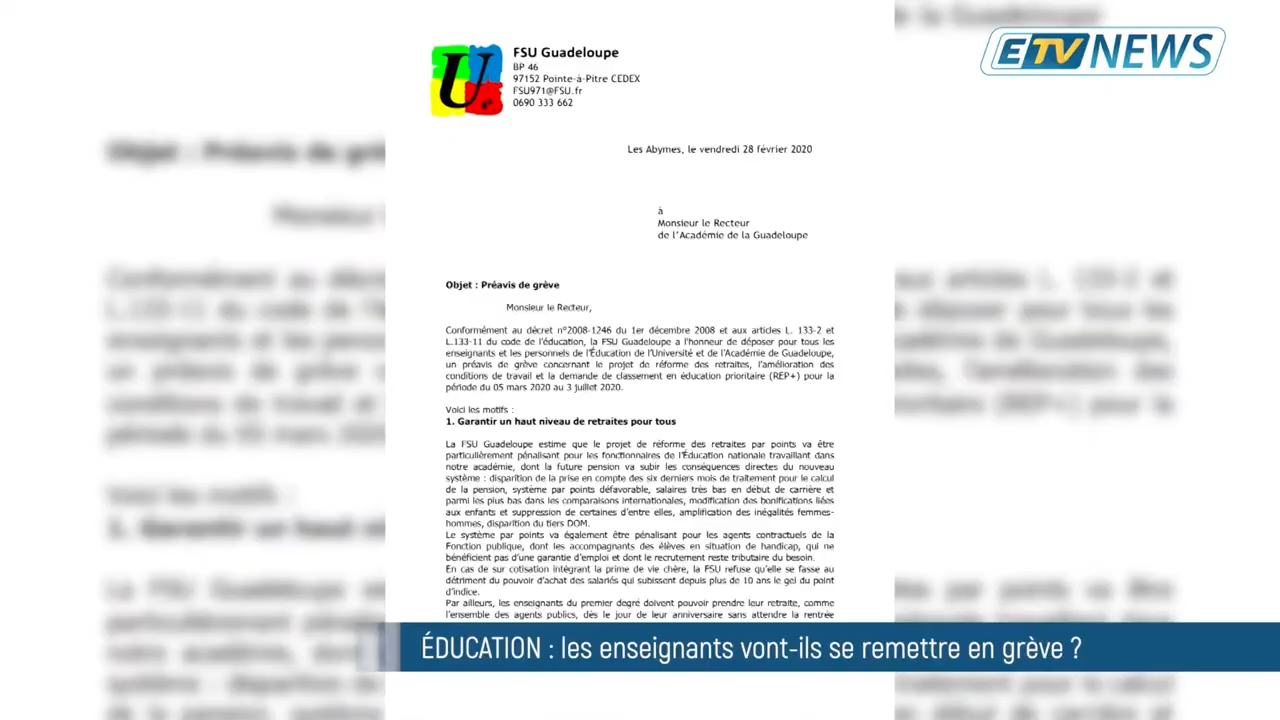 ETV NEWS
FSU Guadeloupe
BP 46
97152 Pointe-à-Pitre CEDEX
FSU971@FSU.fr
0690 333 662
Les Abymes, le vendredi 28 février 2020
à
Monsieur le Recteur
de l'Académie de la Guadeloupe
Objet : Préavis de grève
Monsieur le Recteur,
Conformément au décret n°2008-1246 du 1er décembre 2008 et aux articles L. 133-2 et
L.133-11 du code de l'éducation, la FSU Guadeloupe a l'honneur de déposer pour tous les
enseignants et les personnels de l'Éducation de l'Université et de l'Académie de Guadeloupe,
un préavis de grève concernant le projet de réforme des retraites, l'amélioration des
conditions de travail et la demande de classement en éducation prioritaire (REP+) pour la
période du 05 mars 2020 au 3 juillet 2020.
Voici les motifs :
1. Garantir un haut niveau de retraites pour tous
La FSU Guadeloupe estime que le projet de réforme des retraites par points va être
particulièrement pénalisant pour les fonctionnaires de l'Éducation nationale travaillant dans
notre académie, dont la future pension va subir les conséquences directes du nouveau
système : disparition de la prise en compte des six derniers mois de traitement pour le calcul
de la pension, système par points défavorable, salaires très bas en début de carrière et
parmi les plus bas dans les comparaisons internationales, modification des bonifications liées
aux enfants et suppression de certaines d'entre elles, amplification des inégalités femmes-
hommes, disparition du tiers DOM.
Le système par points va également être pénalisant pour les agents contractuels de la
Fonction publique, dont les accompagnants des élèves en situation de handicap, qui ne
bénéficient pas d'une garantie d'emploi et dont le recrutement reste tributaire du besoin.
En cas de sur cotisation intégrant la prime de vie chère, la FSU refuse qu'elle se fasse au
détriment du pouvoir d'achat des salariés qui subissent depuis plus de 10 ans le gel du point
d'indice.
Par ailleurs, les enseignants du premier degré doivent pouvoir prendre leur retraite, comme
l'ensemble des agents publics, dès le jour de leur anniversaire sans attendre la rentrée
ÉDUCATION : les enseignants vont-ils se remettre en grève ?